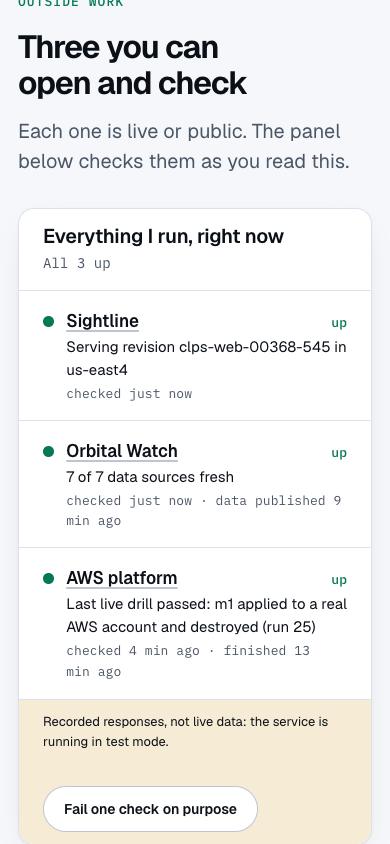 OUTSIDE WORK
Three you can
open and check
Each one is live or public. The panel
below checks them as you read this.
Everything I run, right now
All 3 up
Sightline up
Serving revision clps-web-00368-545 in
us-east4
checked just now
Orbital Watch up
7 of 7 data sources fresh
checked just now · data published 9
min ago
AWS platform up
Last live drill passed: m1 applied to a real
AWS account and destroyed (run 25)
checked 4 min ago · finished 13
min ago
Recorded responses, not live data: the service is
running in test mode.
Fail one check on purpose